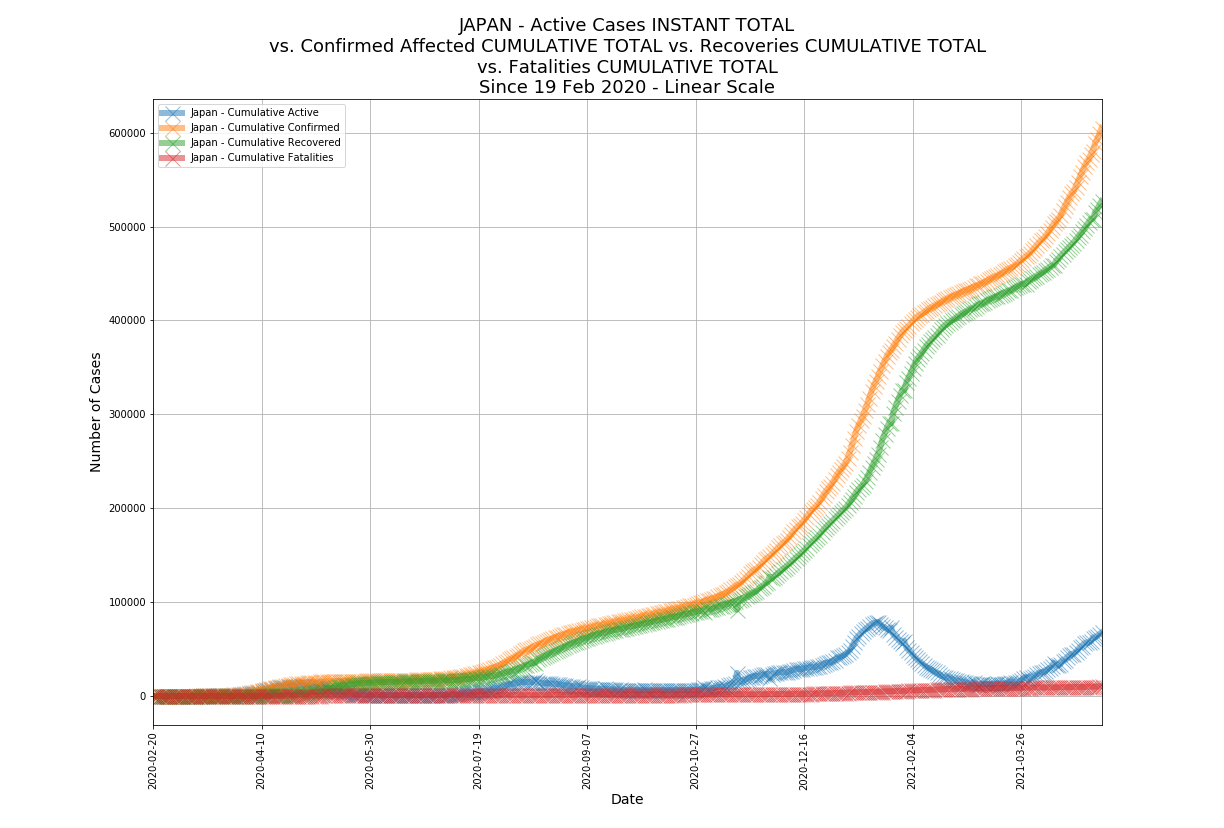 JAPAN - Active Cases INSTANT TOTAL
vs. Confirmed Affected CUMULATIVE TOTAL vs. Recoveries CUMULATIVE TOTAL
vs. Fatalities CUMULATIVE TOTAL
Since 19 Feb 2020 - Linear Scale
Japan - Cumulative Active
Japan - Cumulative Confirmed
Japan - Cumulative Recovered
Japan - Cumulative Fatalities
Number of Cases
600000
500000
400000
300000
200000
100000
0
2020-02-20
2020-04-10
2020-05-30
2020-07-19
2020-09-07
2020-10-27
2020-12-16
2021-02-04
2021-03-26
Date